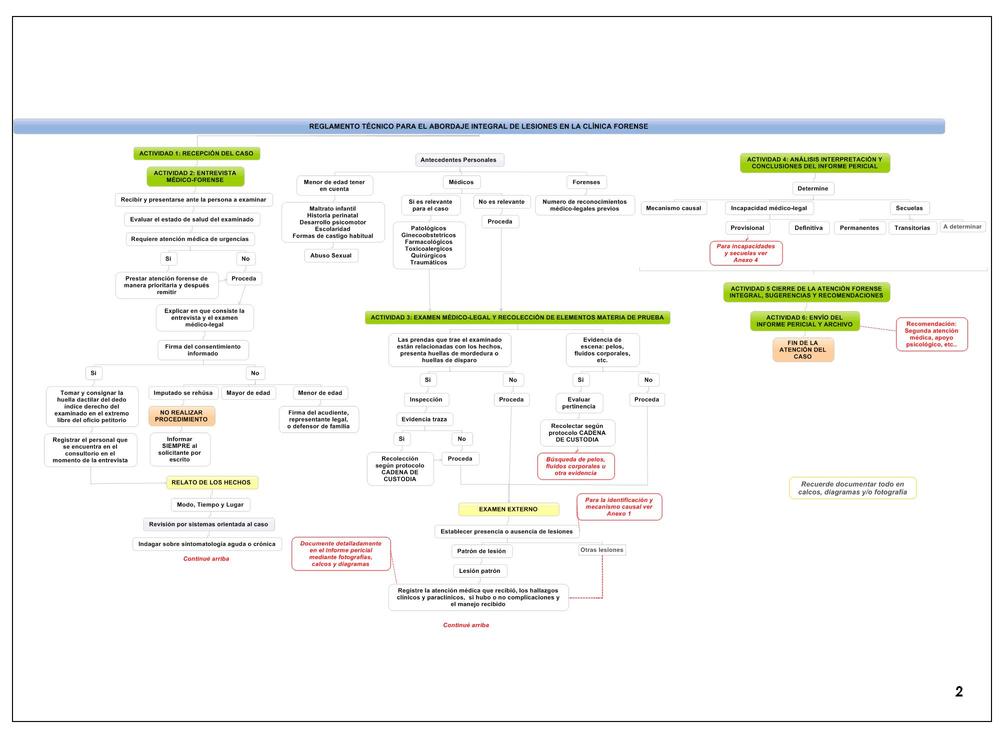 REGLAMENTO TÉCNICO PARA EL ABORDAJE INTEGRAL DE LESIONES EN LA CLÍNICA FORENSE
ACTIVIDAD 1: RECEPCIÓN DEL CASO
ACTIVIDAD 2: ENTREVISTA
MÉDICO-FORENSE
Recibir y presentarse ante la persona a examinar
Evaluar el estado de salud del examinado
Requiere atención médica de urgencias
Si
No
Prestar atención forense de
manera prioritaria y después
remitir
Proceda
Explicar en que consiste la
entrevista y el examen
médico-legal
Firma del consentimiento
informado
Si
No
Tomar y consignar la
huella dactilar del dedo
índice derecho del
examinado en el extremo
libre del oficio petitorio
Registrar el personal que
se encuentra en el
consultorio en el
momento de la entrevista
Imputado se rehúsa
Mayor de edad
Menor de edad
NO REALIZAR
PROCEDIMIENTO
Informar
SIEMPRE al
solicitante por
escrito
Firma del acudiente,
representante legal,
o defensor de familia
RELATO DE LOS HECHOS
Modo, Tiempo y Lugar
Revisión por sistemas orientada al caso
Indagar sobre sintomatología aguda o crónica
Continué arriba
Antecedentes Personales
Menor de edad tener
en cuenta
Maltrato infantil
Historia perinatal
Desarrollo psicomotor
Escolaridad
Formas de castigo habitual
Abuso Sexual
Médicos
Si es relevante
para el caso
Patológicos
Ginecoobstetricos
Farmacológicos
Toxicoalergicos
Quirúrgicos
Traumáticos
No es relevante
Proceda
Forenses
Numero de reconocimientos
médico-legales previos
ACTIVIDAD 3: EXAMEN MÉDICO-LEGAL Y RECOLECCIÓN DE ELEMENTOS MATERIA DE PRUEBA
Las prendas que trae el examinado
están relacionadas con los hechos,
presenta huellas de mordedura o
huellas de disparo
Si
No
Inspección
Proceda
Evidencia traza
Si
No
Recolección
según protocolo
CADENA DE
CUSTODIA
Proceda
Evidencia de
escena: pelos,
fluidos corporales,
etc.
Si
No
Evaluar
pertinencia
Proceda
Recolectar según
protocolo CADENA
DE CUSTODIA
Búsqueda de pelos,
fluidos corporales u
otra evidencia
EXAMEN EXTERNO
Para la identificación y
mecanismo causal ver
Anexo 1
Establecer presencia o ausencia de lesiones
Documente detalladamente
en el Informe pericial
mediante fotografías,
calcos y diagramas
Patrón de lesión
Otras lesiones
Lesión patrón
Registre la atención médica que recibió, los hallazgos
clínicos y paraclínicos, si hubo o no complicaciones y
el manejo recibido
Continué arriba
ACTIVIDAD 4: ANÁLISIS INTERPRETACIÓN Y
CONCLUSIONES DEL INFORME PERICIAL
Determine
Mecanismo causal
Incapacidad médico-legal
Secuelas
Provisional
Definitiva
Permanentes
Transitorias
A determinar
Para incapacidades
y secuelas ver
Anexo 4
ACTIVIDAD 5 CIERRE DE LA ATENCIÓN FORENSE
INTEGRAL, SUGERENCIAS Y RECOMENDACIONES
ACTIVIDAD 6: ENVÍO DEL
INFORME PERICIAL Y ARCHIVO
Recomendación:
Segunda atención
médica, apoyo
psicológico, etc..
FIN DE LA
ATENCIÓN DEL
CASO
Recuerde documentar todo en
calcos, diagramas y/o fotografía
2